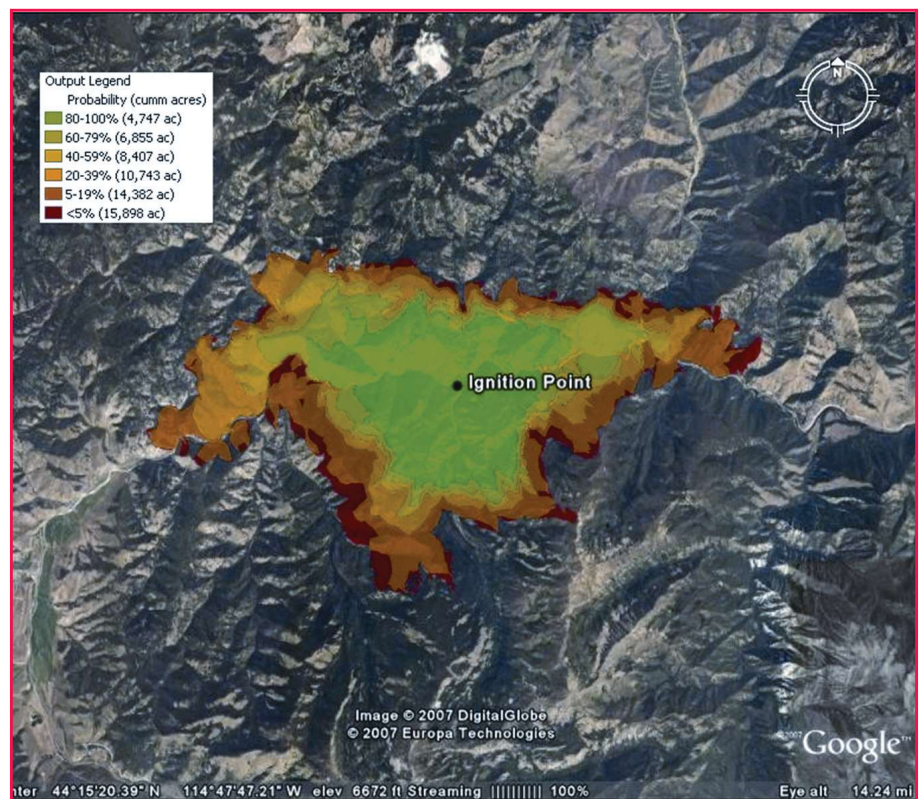 Output Legend
Probability (cumm acres)
80-100% (4,747 ac)
60-79% (6,855 ac)
40-59% (8,407 ac)
20-39% (10,743 ac)
5-19% (14,382 ac)
<5% (15,898 ac)
N
Ignition Point
Image © 2007 DigitalGlobe
© 2007 Europa Technologies
©2007 Google™
nter 44°15'20.39" N 114°47'47.21" W elev 6672 ft Streaming |||||||||| 100% Eye alt 14.24 mi